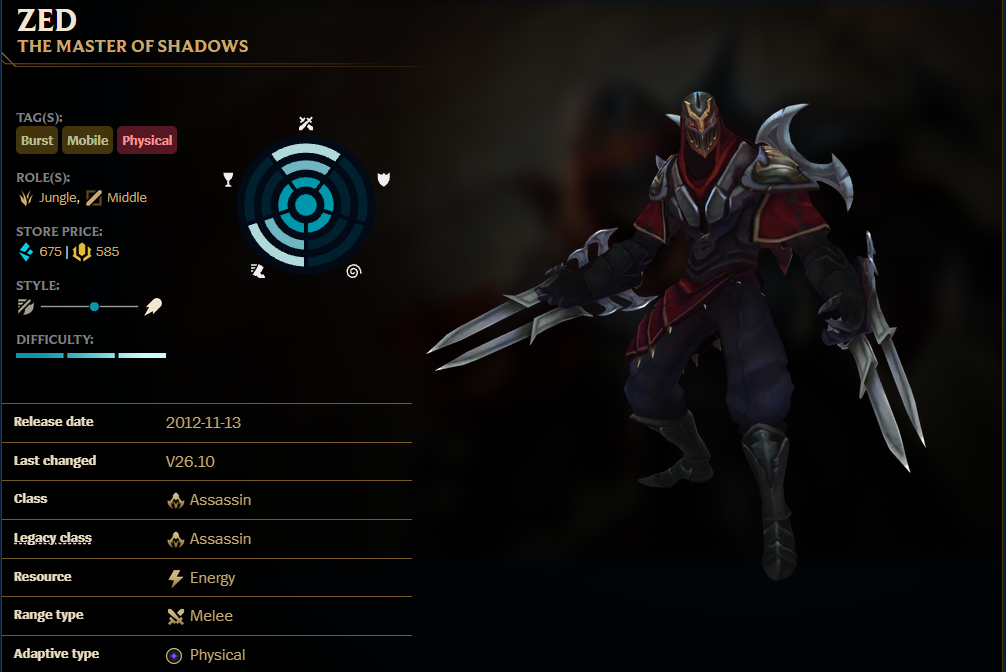 ZED
THE MASTER OF SHADOWS
TAG(S):
Burst Mobile Physical
ROLE(S):
Jungle, Middle
STORE PRICE:
675 | 585
STYLE:
DIFFICULTY:
Release date 2012-11-13
Last changed V26.10
Class Assassin
Legacy class Assassin
Resource Energy
Range type Melee
Adaptive type Physical